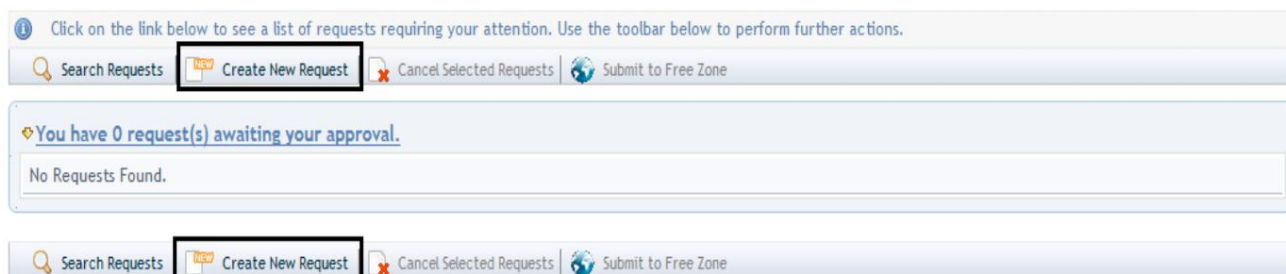 Click on the link below to see a list of requests requiring your attention. Use the toolbar below to perform further actions.
Search Requests NEW Create New Request Cancel Selected Requests Submit to Free Zone
You have 0 request(s) awaiting your approval.
No Requests Found.
Search Requests NEW Create New Request Cancel Selected Requests Submit to Free Zone